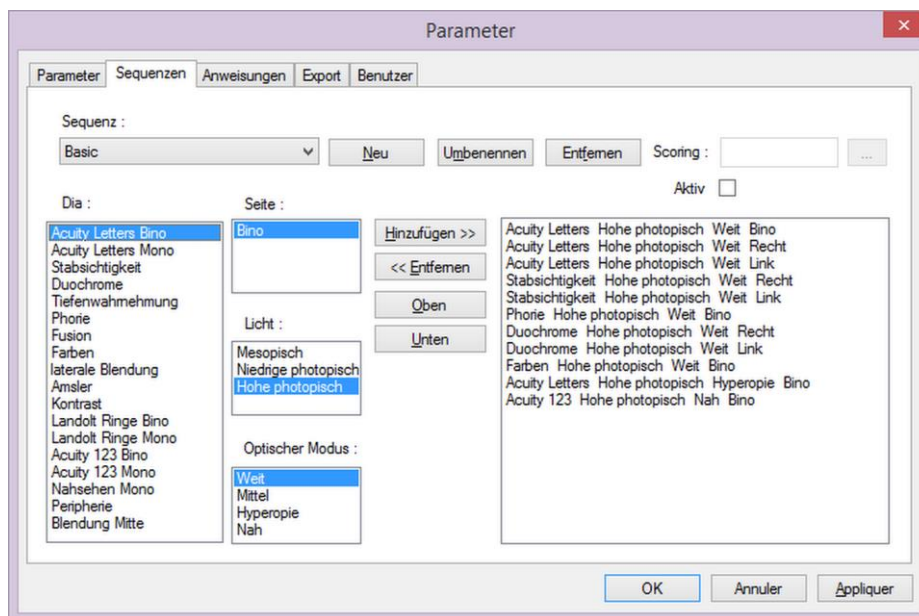 Parameter
Parameter Sequenzen Anweisungen Export Benutzer
Sequenz :
Basic Neu Umbenennen Entfernen Scoring : ...
Aktiv
Dia :
Acuity Letters Bino
Acuity Letters Mono
Stabsichtigkeit
Duochrome
Tiefenwahrnehmung
Phorie
Fusion
Farben
laterale Blendung
Amsler
Kontrast
Landolt Ringe Bino
Landolt Ringe Mono
Acuity 123 Bino
Acuity 123 Mono
Nahsehen Mono
Peripherie
Blendung Mitte
Seite :
Bino
Licht :
Mesopisch
Niedrige photopisch
Hohe photopisch
Optischer Modus :
Weit
Mittel
Hyperopie
Nah
Hinzufügen >>
<< Entfernen
Oben
Unten
Acuity Letters Hohe photopisch Weit Bino
Acuity Letters Hohe photopisch Weit Recht
Acuity Letters Hohe photopisch Weit Link
Stabsichtigkeit Hohe photopisch Weit Recht
Stabsichtigkeit Hohe photopisch Weit Link
Phorie Hohe photopisch Weit Bino
Duochrome Hohe photopisch Weit Recht
Duochrome Hohe photopisch Weit Link
Farben Hohe photopisch Weit Bino
Acuity Letters Hohe photopisch Hyperopie Bino
Acuity 123 Hohe photopisch Nah Bino
OK Annuler Appliquer